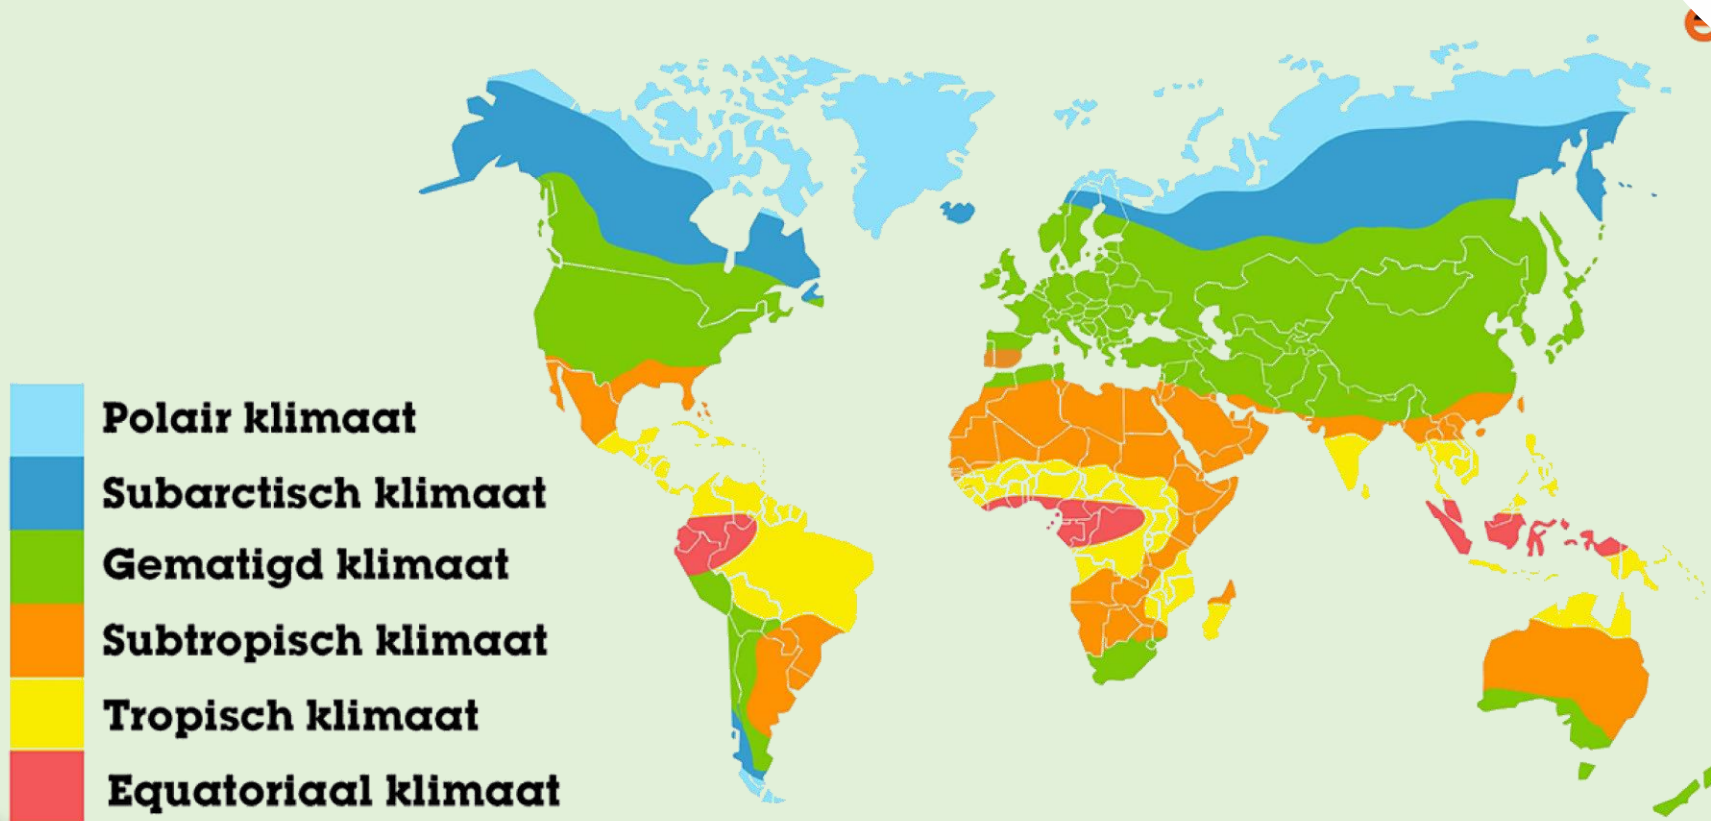 Polair klimaat
Subarctisch klimaat
Gematigd klimaat
Subtropisch klimaat
Tropisch klimaat
Equatoriaal klimaat